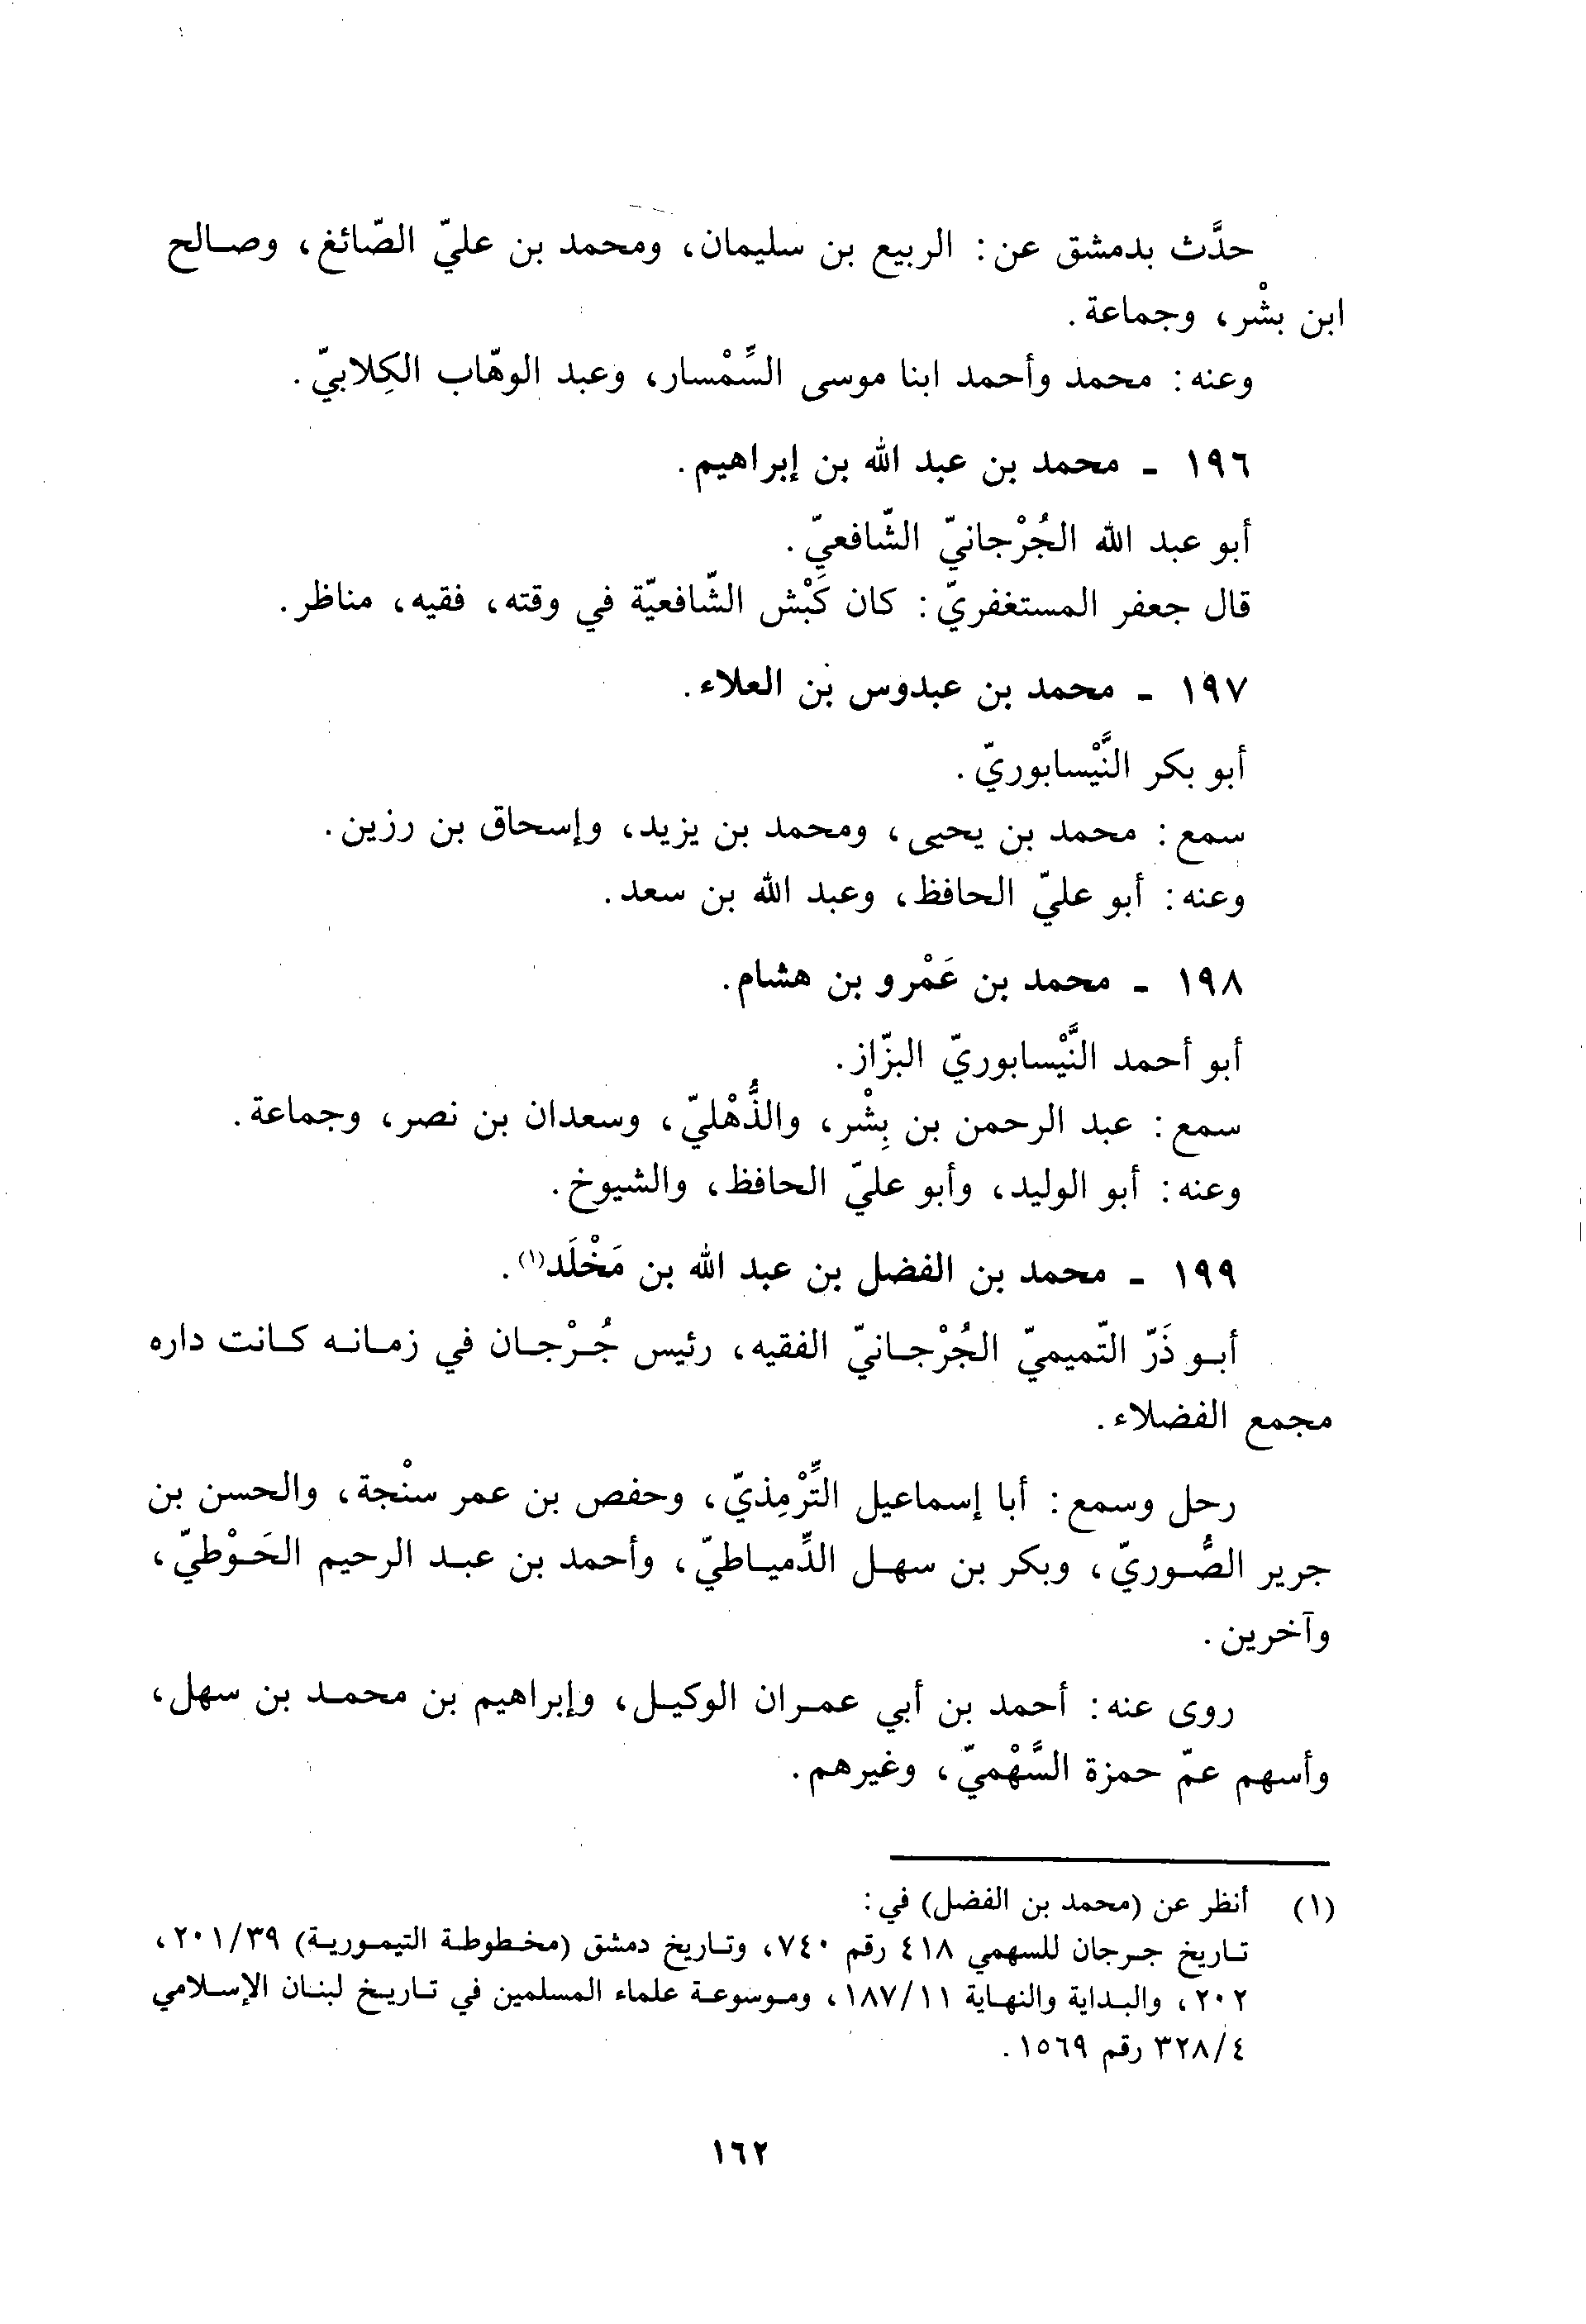 حدَّث بدمشق عن: الربيع بن سليمان، ومحمد بن عليّ الصّائغ، وصالح
ابن بشْر، وجماعة.
وعنه: محمد وأحمد ابنا موسى السِّمْسار، وعبد الوهّاب الكِلابيّ.
١٩٦ - محمد بن عبد الله بن إبراهيم.
أبو عبد الله الجُرْجانيّ الشّافعيّ.
قال جعفر المستغفريّ: كان كَبْش الشّافعيّة في وقته، فقيه، مناظر.
١٩٧ - محمد بن عبدوس بن العلاء.
أبو بكر النَّيْسابوريّ.
سمع: محمد بن يحيى، ومحمد بن يزيد، وإسحاق بن رزين.
وعنه: أبو عليّ الحافظ، وعبد الله بن سعد.
١٩٨ - محمد بن عَمْرو بن هشام.
أبو أحمد النَّيْسابوريّ البزّاز.
سمع: عبد الرحمن بن بِشْر، والذُّهْليّ، وسعدان بن نصر، وجماعة.
وعنه: أبو الوليد، وأبو عليّ الحافظ، والشيوخ.
١٩٩ - محمد بن الفضل بن عبد الله بن مَخْلَد(١).
أبو ذَرّ التّميميّ الجُرْجانيّ الفقيه، رئيس جُرْجان في زمانه كانت داره
مجمع الفضلاء.
رحل وسمع: أبا إسماعيل التِّرْمِذيّ، وحفص بن عمر سنْجة، والحسن بن
جرير الصُّوريّ، وبكر بن سهل الدِّمياطيّ، وأحمد بن عبد الرحيم الحَوْطيّ،
وآخرين.
روى عنه: أحمد بن أبي عمران الوكيل، وإبراهيم بن محمد بن سهل،
وأسهم عمّ حمزة السَّهْميّ، وغيرهم.
(١) أنظر عن (محمد بن الفضل) في:
تاريخ جرجان للسهمي ٤١٨ رقم ٧٤٠، وتاريخ دمشق (مخطوطة التيمورية) ٢٠١/٣٩،
٢٠٢، والبداية والنهاية ١٨٧/١١، وموسوعة علماء المسلمين في تاريخ لبنان الإسلامي
٣٢٨/٤ رقم ١٥٦٩.
١٦٢